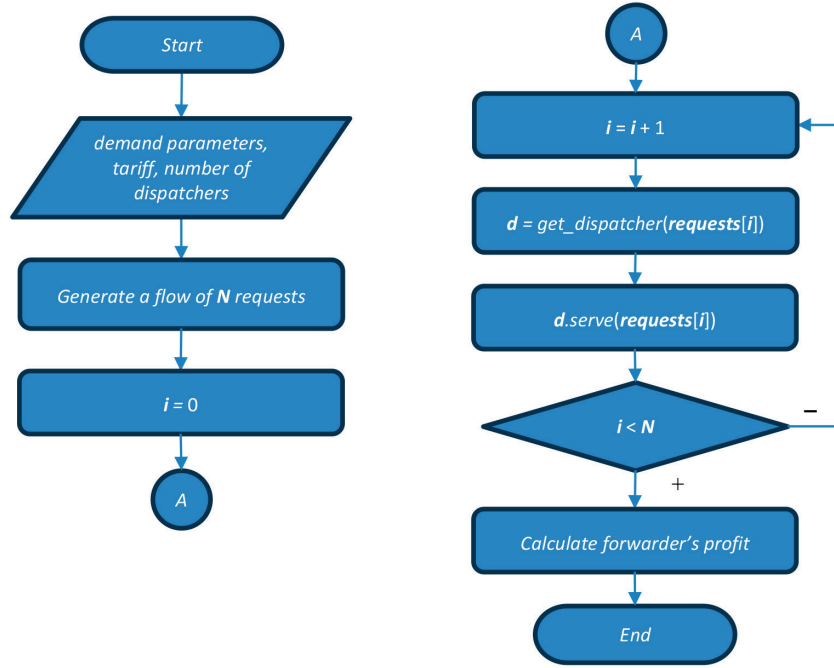 Start
demand parameters,
tariff, number of
dispatchers
Generate a flow of N requests
i = 0
A
A
i = i + 1
d = get_dispatcher(requests[i])
d.serve(requests[i])
i < N
–
+
Calculate forwarder's profit
End